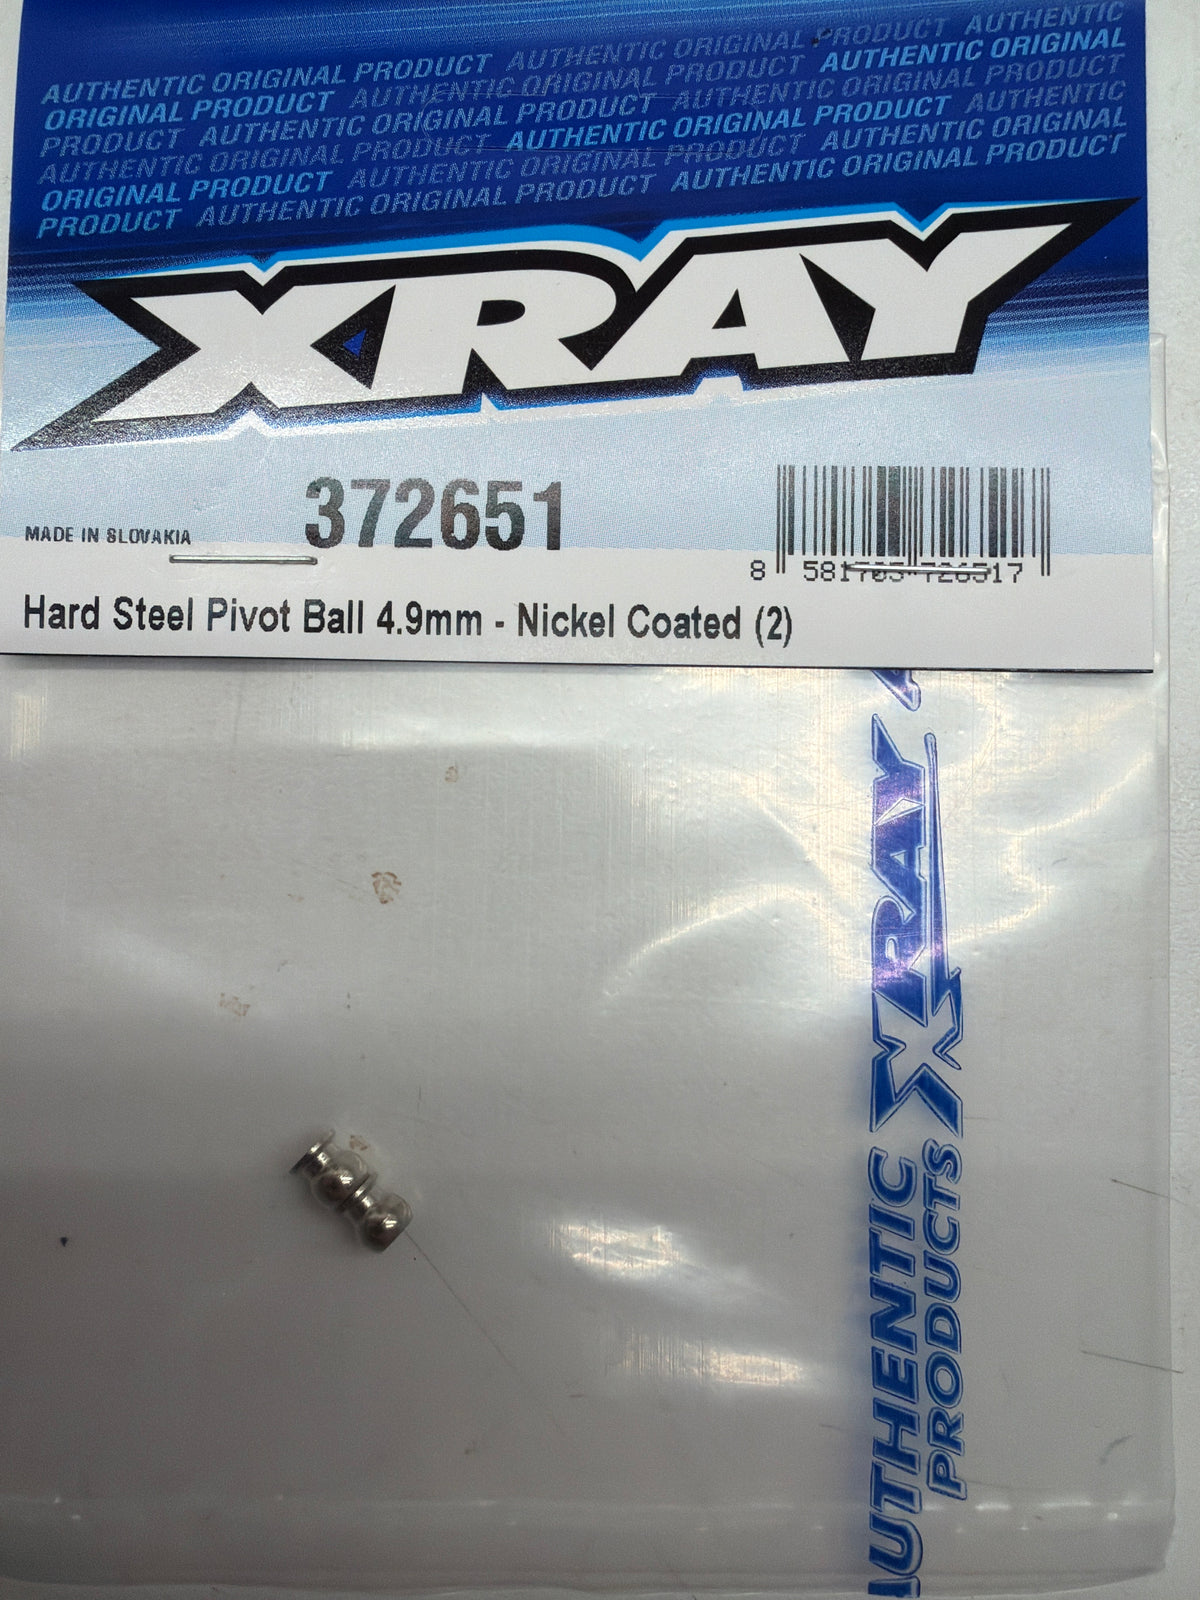 AUTHENTIC ORIGINAL PRODUCT AUTHENTIC ORIGINAL PRODUCT AUTHENTIC
ORIGINAL PRODUCT AUTHENTIC ORIGINAL PRODUCT AUTHENTIC ORIGINAL
PRODUCT AUTHENTIC ORIGINAL PRODUCT AUTHENTIC ORIGINAL PRODUCT
AUTHENTIC ORIGINAL PRODUCT AUTHENTIC ORIGINAL PRODUCT AUTHENTIC
ORIGINAL PRODUCT AUTHENTIC ORIGINAL PRODUCT AUTHENTIC ORIGINAL
PRODUCT AUTHENTIC ORIGINAL PRODUCT AUTHENTIC ORIGINAL PRODUCT
XRAY
372651
MADE IN SLOVAKIA
8 581705 726517
Hard Steel Pivot Ball 4.9mm - Nickel Coated (2)
XRAY
AUTHENTIC
PRODUCTS